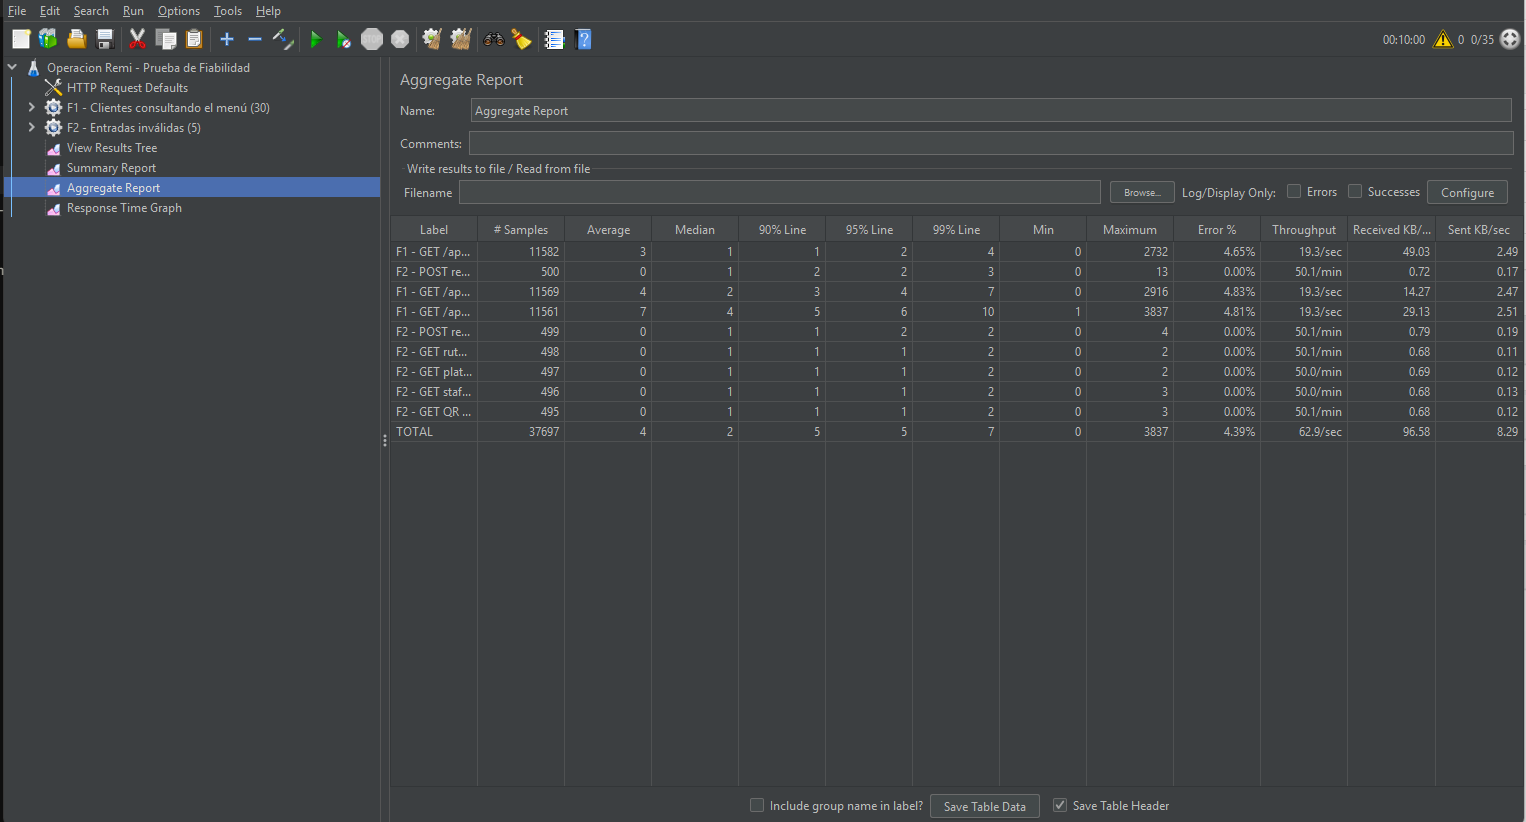 File Edit Search Run Options Tools Help
00:10:00 0 0/35
Operacion Remi - Prueba de Fiabilidad
HTTP Request Defaults
F1 - Clientes consultando el menú (30)
F2 - Entradas inválidas (5)
View Results Tree
Summary Report
Aggregate Report
Response Time Graph
Aggregate Report
Name: Aggregate Report
Comments:
Write results to file / Read from file
Filename Browse... Log/Display Only: Errors Successes Configure
Label # Samples Average Median 90% Line 95% Line 99% Line Min Maximum Error % Throughput Received KB/... Sent KB/sec
F1 - GET /ap... 11582 3 1 1 2 4 0 2732 4.65% 19.3/sec 49.03 2.49
F2 - POST re... 500 0 1 2 2 3 0 13 0.00% 50.1/min 0.72 0.17
F1 - GET /ap... 11569 4 2 3 4 7 0 2916 4.83% 19.3/sec 14.27 2.47
F1 - GET /ap... 11561 7 4 5 6 10 1 3837 4.81% 19.3/sec 29.13 2.51
F2 - POST re... 499 0 1 1 2 2 0 4 0.00% 50.1/min 0.79 0.19
F2 - GET rut... 498 0 1 1 1 2 0 2 0.00% 50.1/min 0.68 0.11
F2 - GET plat... 497 0 1 1 1 2 0 2 0.00% 50.0/min 0.69 0.12
F2 - GET staf... 496 0 1 1 1 2 0 3 0.00% 50.0/min 0.68 0.13
F2 - GET QR ... 495 0 1 1 1 2 0 3 0.00% 50.1/min 0.68 0.12
TOTAL 37697 4 2 5 5 7 0 3837 4.39% 62.9/sec 96.58 8.29
Include group name in label? Save Table Data Save Table Header